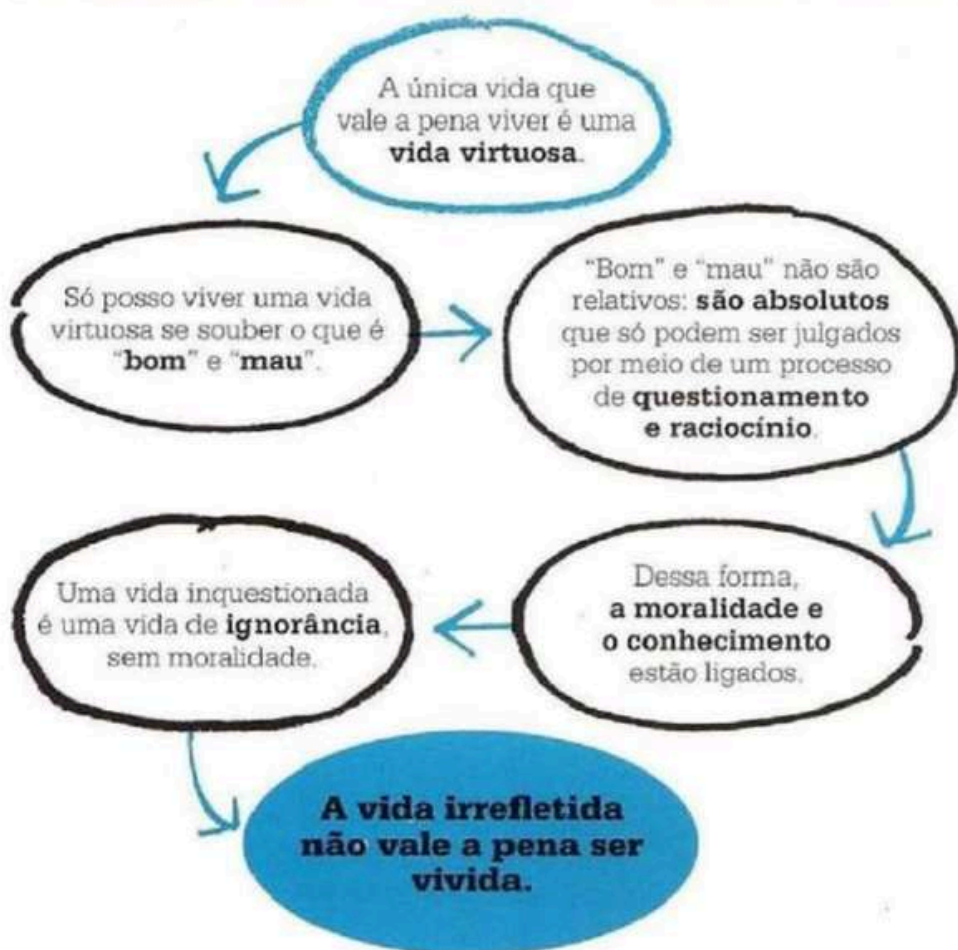 A única vida que
vale a pena viver é uma
vida virtuosa.
Só posso viver uma vida
virtuosa se souber o que é
“bom” e “mau”.
“Bom” e “mau” não são
relativos: são absolutos
que só podem ser julgados
por meio de um processo
de questionamento
e raciocínio.
Dessa forma,
a moralidade e
o conhecimento
estão ligados.
Uma vida inquestionada
é uma vida de ignorância,
sem moralidade.
A vida irrefletida
não vale a pena ser
vivida.